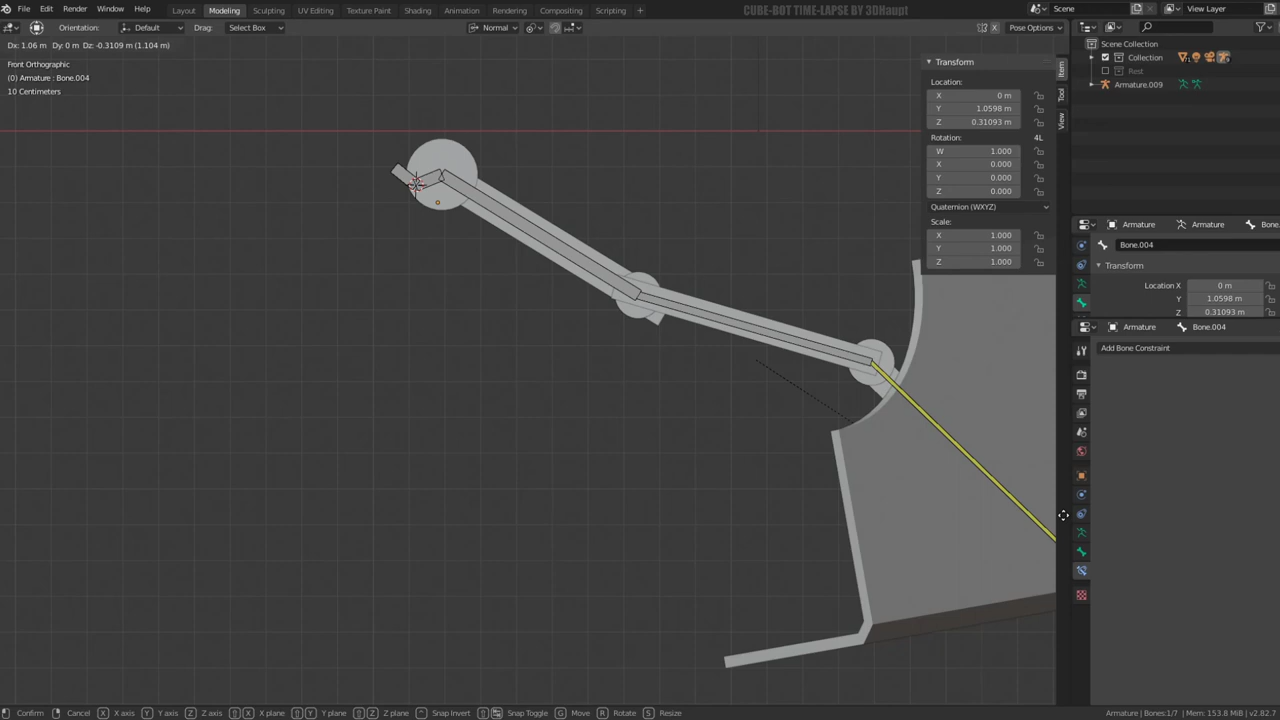 File Edit Render Window Help Layout Modeling Sculpting UV Editing Texture Paint Shading Animation Rendering Compositing Scripting + CUBE-BOT TIME-LAPSE BY 3DHaupt Scene View Layer
Orientation: Default Drag: Select Box Normal X Pose Options
Dx: 1.06 m Dy: 0 m Dz: -0.3109 m (1.104 m)
Front Orthographic
(0) Armature : Bone.004
10 Centimeters
Transform
Location:
X 0 m
Y 1.0598 m
Z 0.31093 m
Rotation: 4L
W 1.000
X 0.000
Y 0.000
Z 0.000
Quaternion (WXYZ)
Scale:
X 1.000
Y 1.000
Z 1.000
Item
Tool
View
Scene Collection
Collection
Rest
Armature.009
Armature Armature Bone.
Bone.004
Transform
Location X 0 m
Y 1.0598 m
Z 0.31093 m
Armature Bone.004
Add Bone Constraint
Confirm Cancel X X axis Y Y axis Z Z axis X X plane Y Y plane Z Z plane Snap Invert Snap Toggle G Move R Rotate S Resize Armature | Bones:1/7 | Mem: 153.8 MiB | v2.82.7